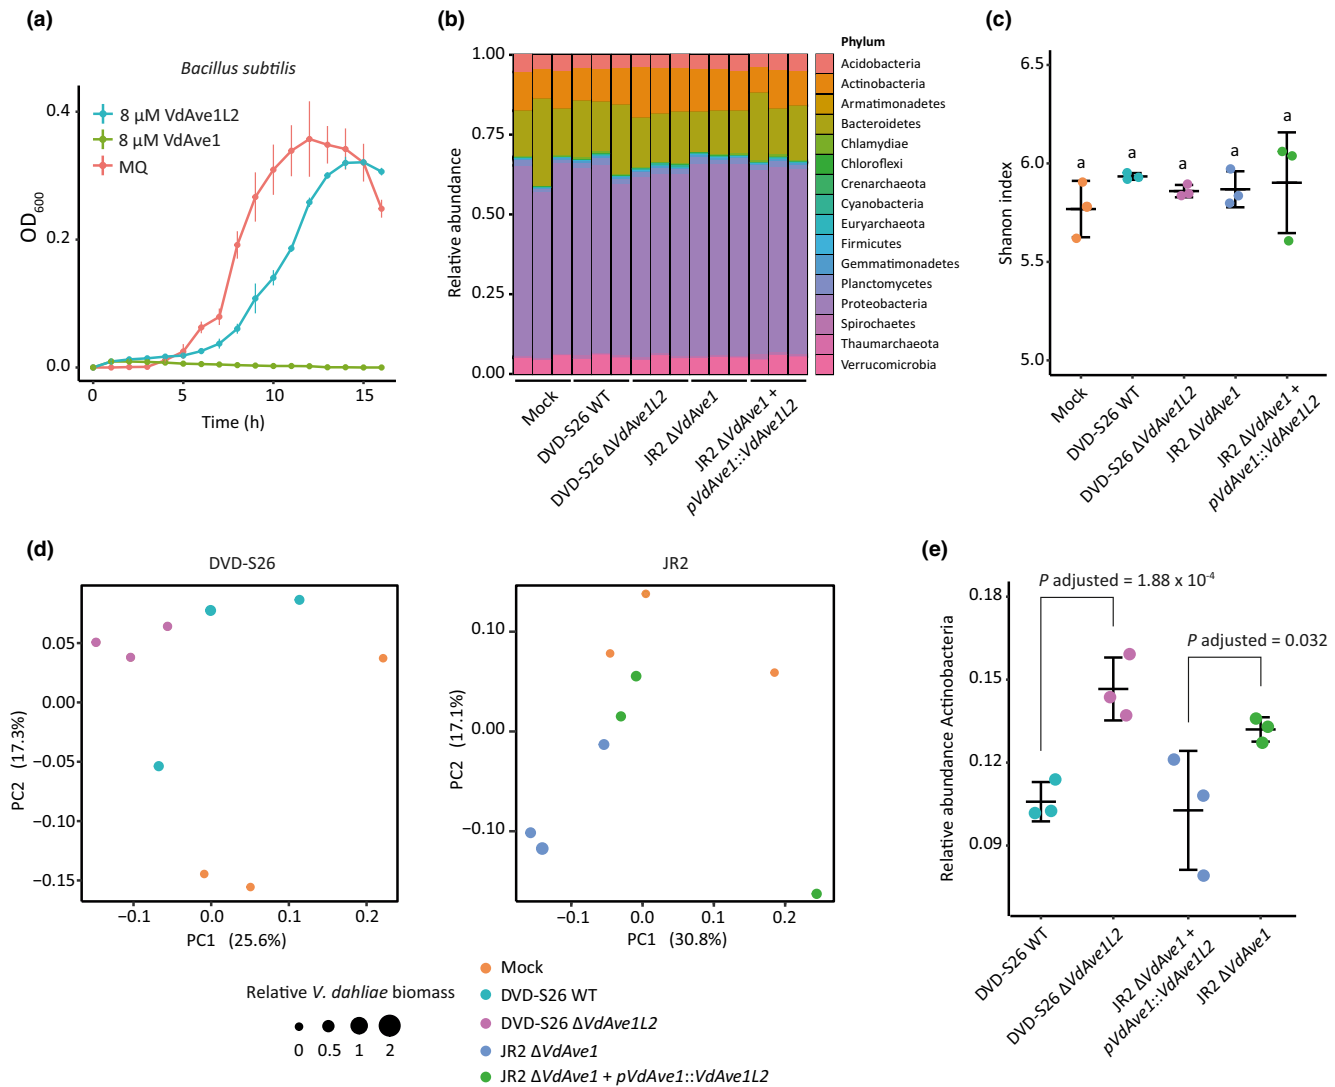 (a)
Bacillus subtilis
8 µM VdAve1L2
8 µM VdAve1
MQ
OD600
0.4
0.2
0.0
0 5 10 15
Time (h)
(b)
Relative abundance
1.00
0.75
0.50
0.25
0.00
Mock
DVD-S26 WT
DVD-S26 ΔVdAve1L2
JR2 ΔVdAve1
JR2 ΔVdAve1 +
pVdAve1::VdAve1L2
Phylum
Acidobacteria
Actinobacteria
Armatimonadetes
Bacteroidetes
Chlamydiae
Chloroflexi
Crenarchaeota
Cyanobacteria
Euryarchaeota
Firmicutes
Gemmatimonadetes
Planctomycetes
Proteobacteria
Spirochaetes
Thaumarchaeota
Verrucomicrobia
(c)
Shanon index
6.5
6.0
5.5
5.0
a a a a a
Mock
DVD-S26 WT
DVD-S26 ΔVdAve1L2
JR2 ΔVdAve1
JR2 ΔVdAve1 +
pVdAve1::VdAve1L2
(d)
DVD-S26
PC2 (17.3%)
0.05
0.00
−0.05
−0.10
−0.15
−0.1 0.0 0.1 0.2
PC1 (25.6%)
JR2
PC2 (17.1%)
0.10
0.00
−0.10
−0.1 0.0 0.1 0.2
PC1 (30.8%)
Relative V. dahliae biomass
0 0.5 1 2
Mock
DVD-S26 WT
DVD-S26 ΔVdAve1L2
JR2 ΔVdAve1
JR2 ΔVdAve1 + pVdAve1::VdAve1L2
(e)
Relative abundance Actinobacteria
0.18
0.15
0.12
0.09
P adjusted = 1.88 x 10-4
P adjusted = 0.032
DVD-S26 WT
DVD-S26 ΔVdAve1L2
JR2 ΔVdAve1 +
pVdAve1::VdAve1L2
JR2 ΔVdAve1